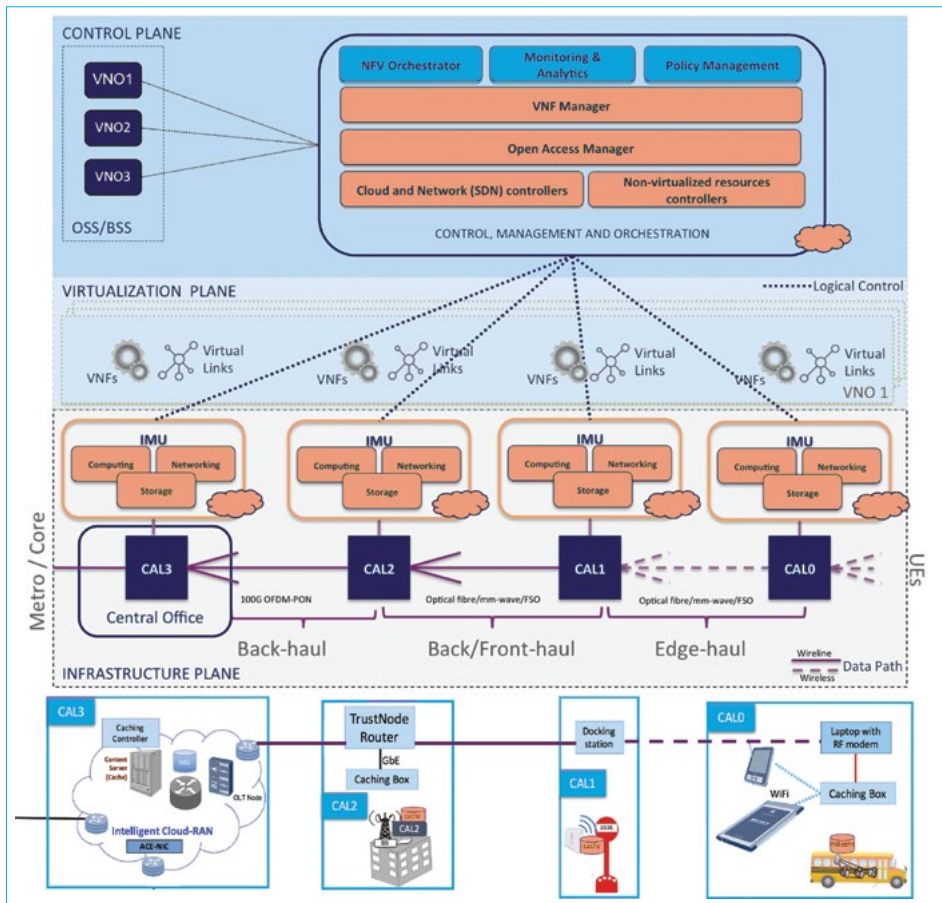 CONTROL PLANE
VNO1
VNO2
VNO3
OSS/BSS
NFV Orchestrator
Monitoring &
Analytics
Policy Management
VNF Manager
Open Access Manager
Cloud and Network (SDN) controllers
Non-virtualized resources
controllers
CONTROL, MANAGEMENT AND ORCHESTRATION
VIRTUALIZATION PLANE
Logical Control
VNFs
Virtual
Links
VNFs
Virtual
Links
VNFs
Virtual
Links
VNFs
Virtual
Links
VNO 1
IMU
Computing
Networking
Storage
IMU
Computing
Networking
Storage
IMU
Computing
Networking
Storage
IMU
Computing
Networking
Storage
Metro / Core
CAL3
Central Office
CAL2
CAL1
CAL0
UEs
100G OFDM-PON
Optical fibre/mm-wave/FSO
Optical fibre/mm-wave/FSO
Back-haul
Back/Front-haul
Edge-haul
Wireline
Wireless
Data Path
INFRASTRUCTURE PLANE
CAL3
Caching
Controller
Content
Server
(Cache)
IMU
OLT Node
Intelligent Cloud-RAN
ACE-NIC
TrustNode
Router
GbE
Caching Box
CAL2
CAL2
Docking
station
CAL1
CAL0
Laptop with
RF modem
WiFi
Caching Box